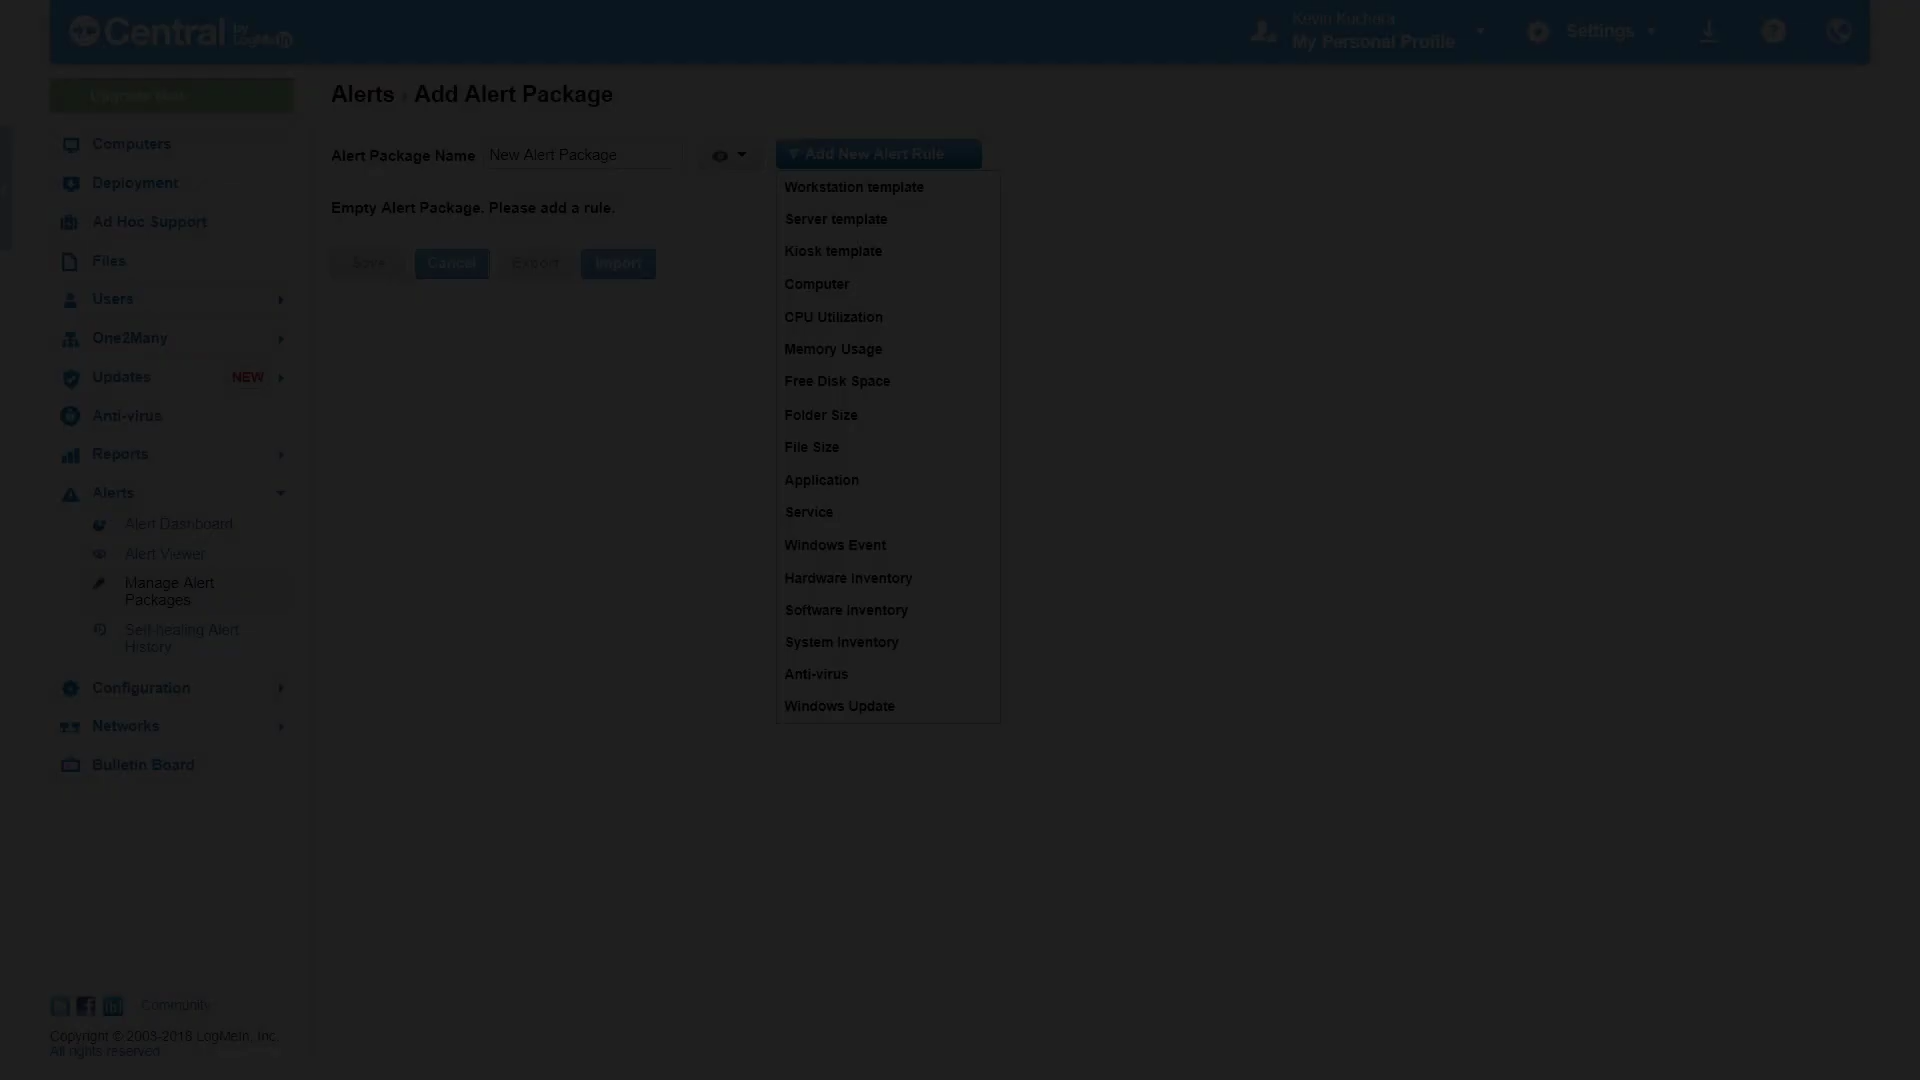 Central by LogMeIn
Kevin Kuchera
My Personal Profile
Settings
Upgrade Now
Alerts › Add Alert Package
Computers
Deployment
Ad Hoc Support
Files
Users
One2Many
Updates NEW
Anti-virus
Reports
Alerts
Alert Dashboard
Alert Viewer
Manage Alert
Packages
Self-healing Alert
History
Configuration
Networks
Bulletin Board
Alert Package Name New Alert Package
Add New Alert Rule
Empty Alert Package. Please add a rule.
Save Cancel Export Import
Workstation template
Server template
Kiosk template
Computer
CPU Utilization
Memory Usage
Free Disk Space
Folder Size
File Size
Application
Service
Windows Event
Hardware Inventory
Software Inventory
System Inventory
Anti-virus
Windows Update
Community
Copyright © 2003-2016 LogMeIn, Inc.
All rights reserved.